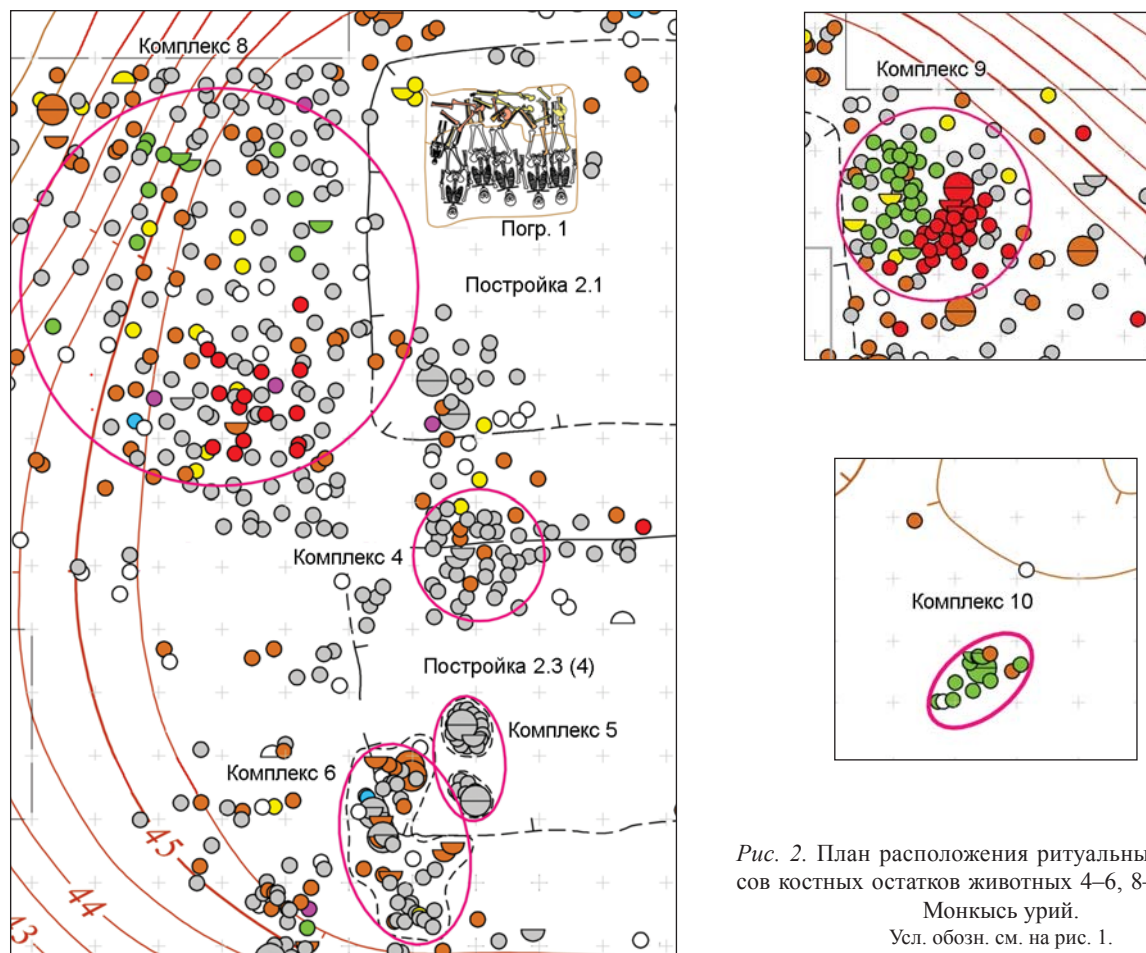 Комплекс 8
Погр. 1
Постройка 2.1
Комплекс 4
Постройка 2.3 (4)
Комплекс 5
Комплекс 6
45
44
43
Комплекс 9
Комплекс 10
Рис. 2. План расположения ритуальны
сов костных остатков животных 4–6, 8–
Монкысь урий.
Усл. обозн. см. на рис. 1.